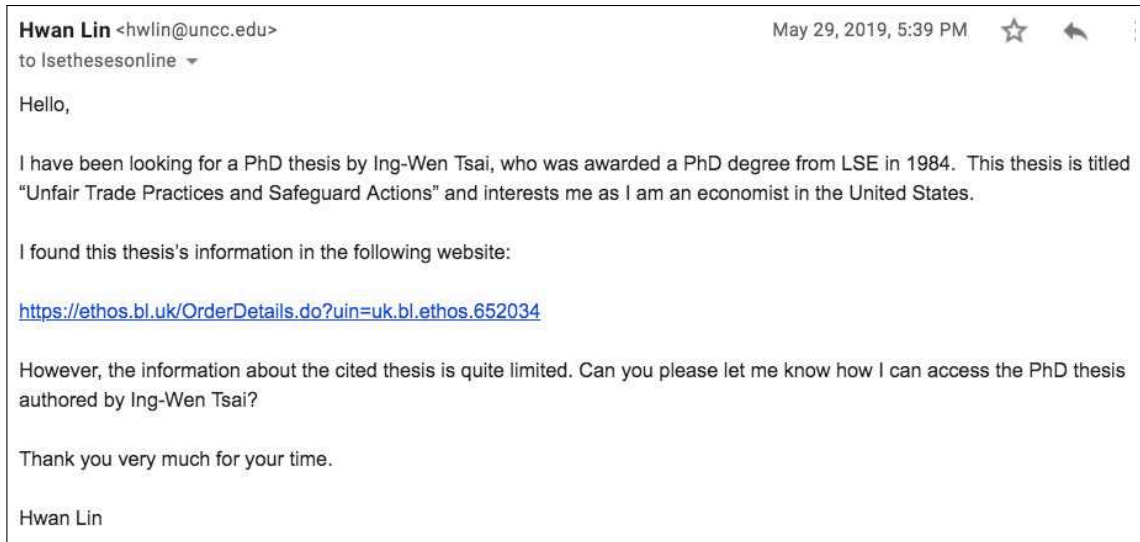 Hwan Lin <hwlin@uncc.edu> May 29, 2019, 5:39 PM
to lsethesesonline
Hello,
I have been looking for a PhD thesis by Ing-Wen Tsai, who was awarded a PhD degree from LSE in 1984. This thesis is titled
“Unfair Trade Practices and Safeguard Actions” and interests me as I am an economist in the United States.
I found this thesis's information in the following website:
https://ethos.bl.uk/OrderDetails.do?uin=uk.bl.ethos.652034
However, the information about the cited thesis is quite limited. Can you please let me know how I can access the PhD thesis
authored by Ing-Wen Tsai?
Thank you very much for your time.
Hwan Lin